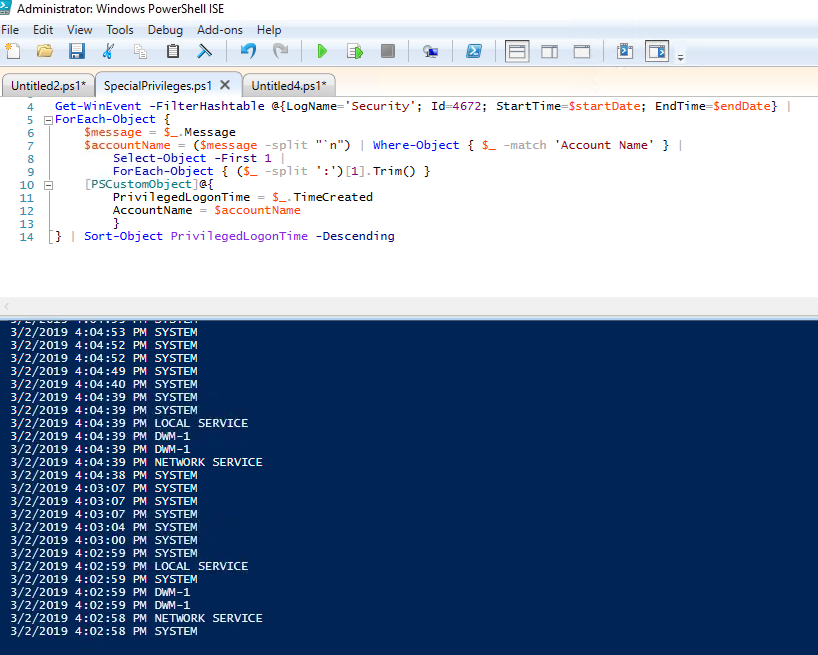 Administrator: Windows PowerShell ISE
File Edit View Tools Debug Add-ons Help
Untitled2.ps1* SpecialPrivileges.ps1 Untitled4.ps1*
4 Get-WinEvent -FilterHashtable @{LogName='Security'; Id=4672; StartTime=$startDate; EndTime=$endDate} |
5 ForEach-Object {
6 $message = $_.Message
7 $accountName = ($message -split "`n") | Where-Object { $_ -match 'Account Name' } |
8 Select-Object -First 1 |
9 ForEach-Object { ($_ -split ':')[1].Trim() }
10 [PSCustomObject]@{
11 PrivilegedLogonTime = $_.TimeCreated
12 AccountName = $accountName
13 }
14 } | Sort-Object PrivilegedLogonTime -Descending
3/2/2019 4:04:53 PM SYSTEM
3/2/2019 4:04:52 PM SYSTEM
3/2/2019 4:04:52 PM SYSTEM
3/2/2019 4:04:49 PM SYSTEM
3/2/2019 4:04:40 PM SYSTEM
3/2/2019 4:04:39 PM SYSTEM
3/2/2019 4:04:39 PM SYSTEM
3/2/2019 4:04:39 PM LOCAL SERVICE
3/2/2019 4:04:39 PM DWM-1
3/2/2019 4:04:39 PM DWM-1
3/2/2019 4:04:39 PM NETWORK SERVICE
3/2/2019 4:04:38 PM SYSTEM
3/2/2019 4:03:07 PM SYSTEM
3/2/2019 4:03:07 PM SYSTEM
3/2/2019 4:03:07 PM SYSTEM
3/2/2019 4:03:04 PM SYSTEM
3/2/2019 4:03:00 PM SYSTEM
3/2/2019 4:02:59 PM SYSTEM
3/2/2019 4:02:59 PM LOCAL SERVICE
3/2/2019 4:02:59 PM SYSTEM
3/2/2019 4:02:59 PM DWM-1
3/2/2019 4:02:59 PM DWM-1
3/2/2019 4:02:58 PM NETWORK SERVICE
3/2/2019 4:02:58 PM SYSTEM